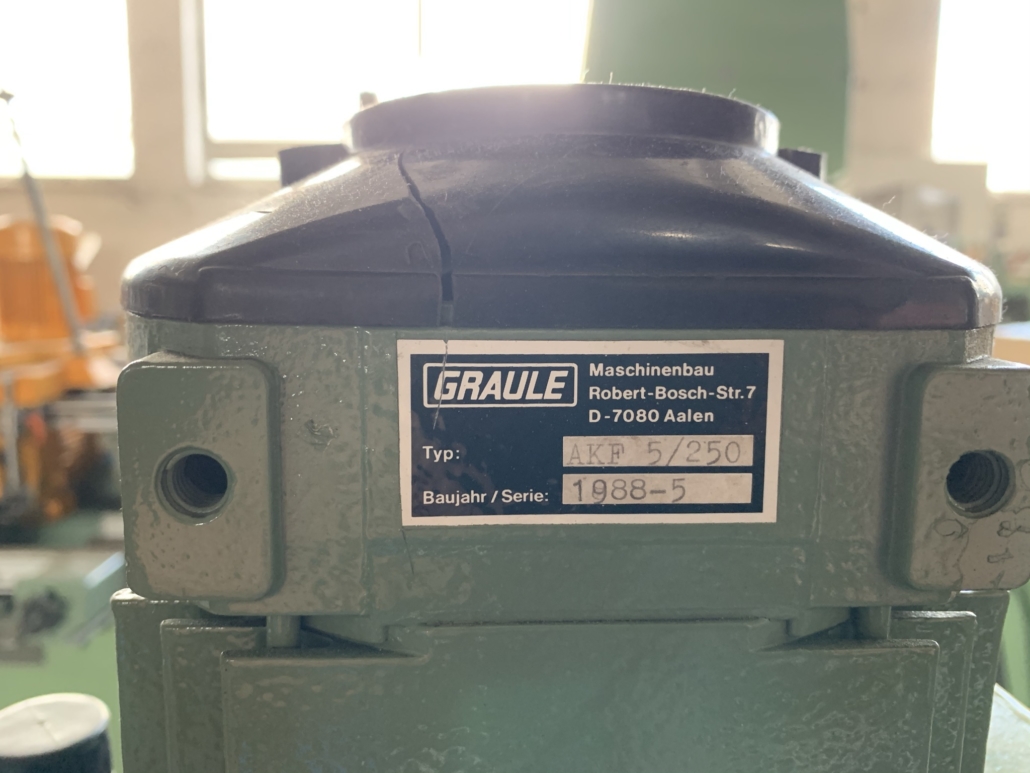 GRAULE
Maschinenbau
Robert-Bosch-Str.7
D-7080 Aalen
Typ: AKF 5/250
Baujahr / Serie: 1988-5